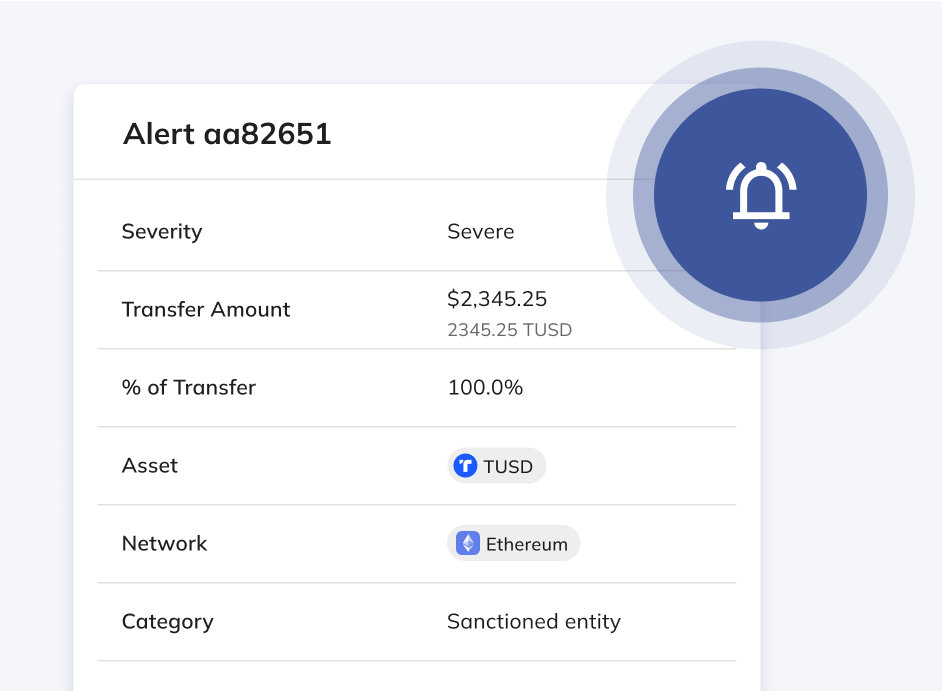 Alert aa82651
Severity Severe
Transfer Amount $2,345.25
2345.25 TUSD
% of Transfer 100.0%
Asset TUSD
Network Ethereum
Category Sanctioned entity